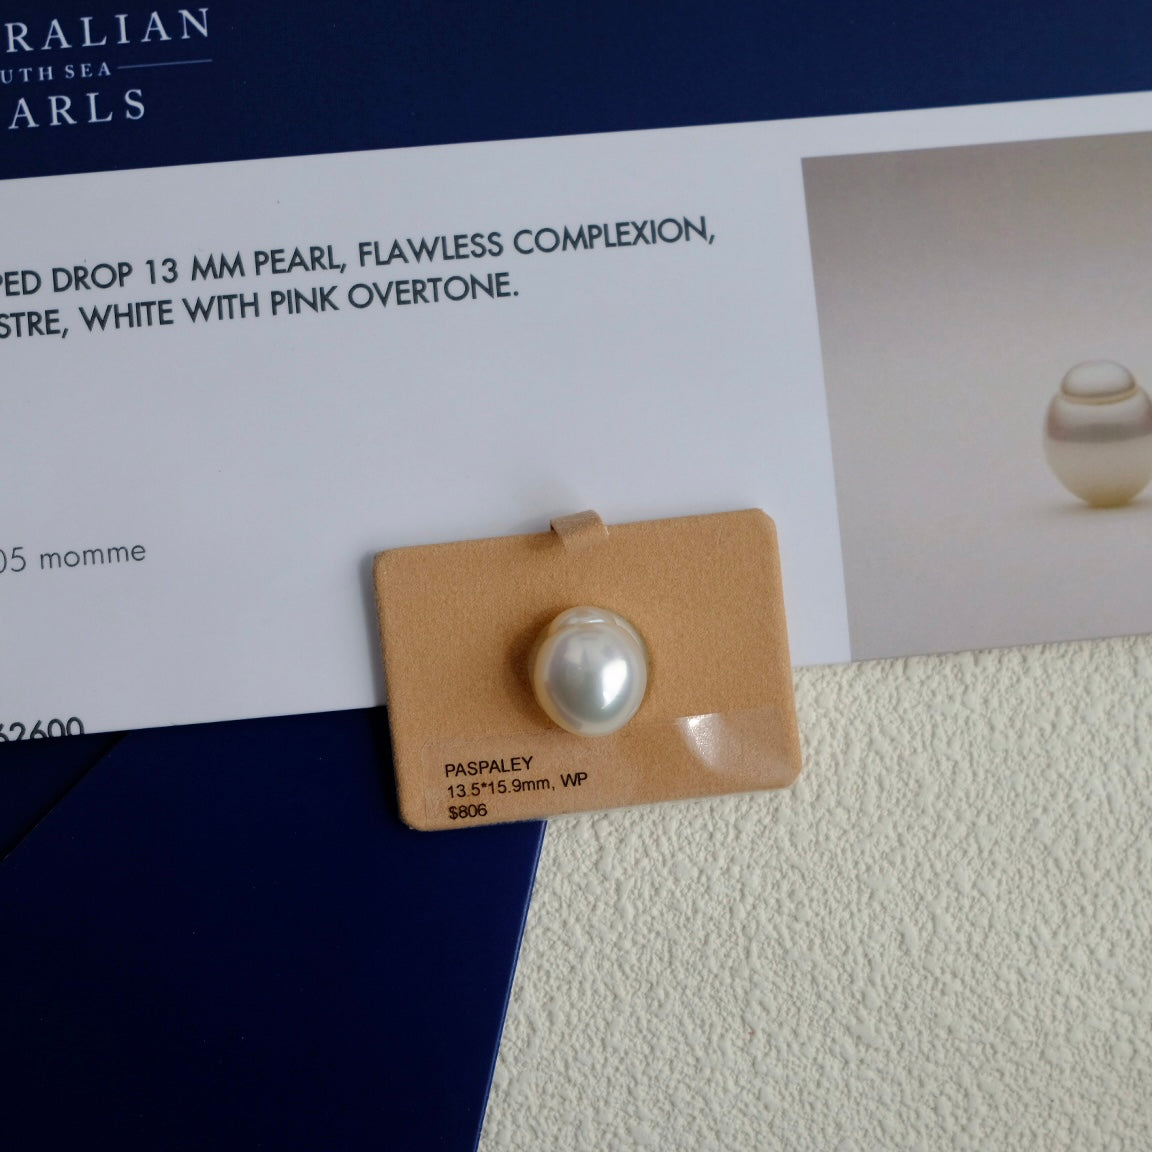 RALIAN
UTH SEA
ARLS
PED DROP 13 MM PEARL, FLAWLESS COMPLEXION,
STRE, WHITE WITH PINK OVERTONE.
05 momme
62600
PASPALEY
13.5*15.9mm, WP
$806